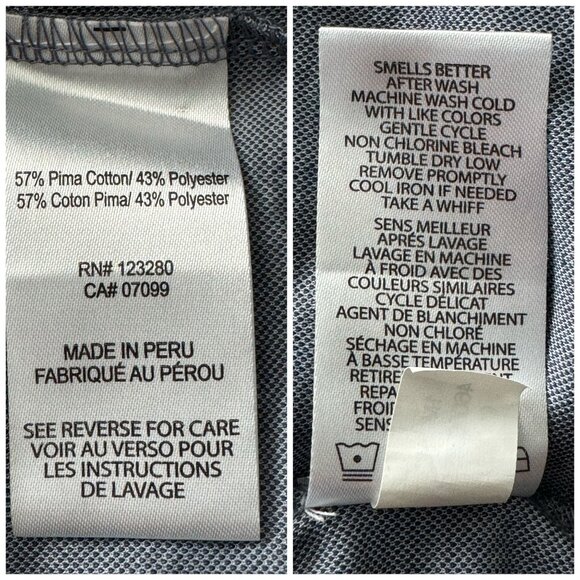 57% Pima Cotton/ 43% Polyester
57% Coton Pima/ 43% Polyester
RN# 123280
CA# 07099
MADE IN PERU
FABRIQUÉ AU PÉROU
SEE REVERSE FOR CARE
VOIR AU VERSO POUR
LES INSTRUCTIONS
DE LAVAGE
SMELLS BETTER
AFTER WASH
MACHINE WASH COLD
WITH LIKE COLORS
GENTLE CYCLE
NON CHLORINE BLEACH
TUMBLE DRY LOW
REMOVE PROMPTLY
COOL IRON IF NEEDED
TAKE A WHIFF
SENS MEILLEUR
APRÉS LAVAGE
LAVAGE EN MACHINE
À FROID AVEC DES
COULEURS SIMILAIRES
CYCLE DÉLICAT
AGENT DE BLANCHIMENT
NON CHLORÉ
SÉCHAGE EN MACHINE
À BASSE TEMPÉRATURE
FROID
SENS